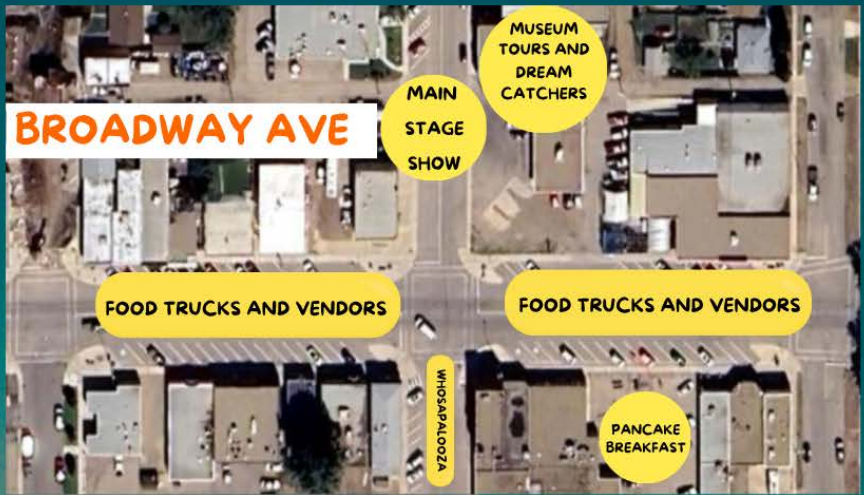 MUSEUM
TOURS AND
DREAM
CATCHERS
MAIN
STAGE
SHOW
BROADWAY AVE
FOOD TRUCKS AND VENDORS
FOOD TRUCKS AND VENDORS
WHOSAPALOOZA
PANCAKE
BREAKFAST